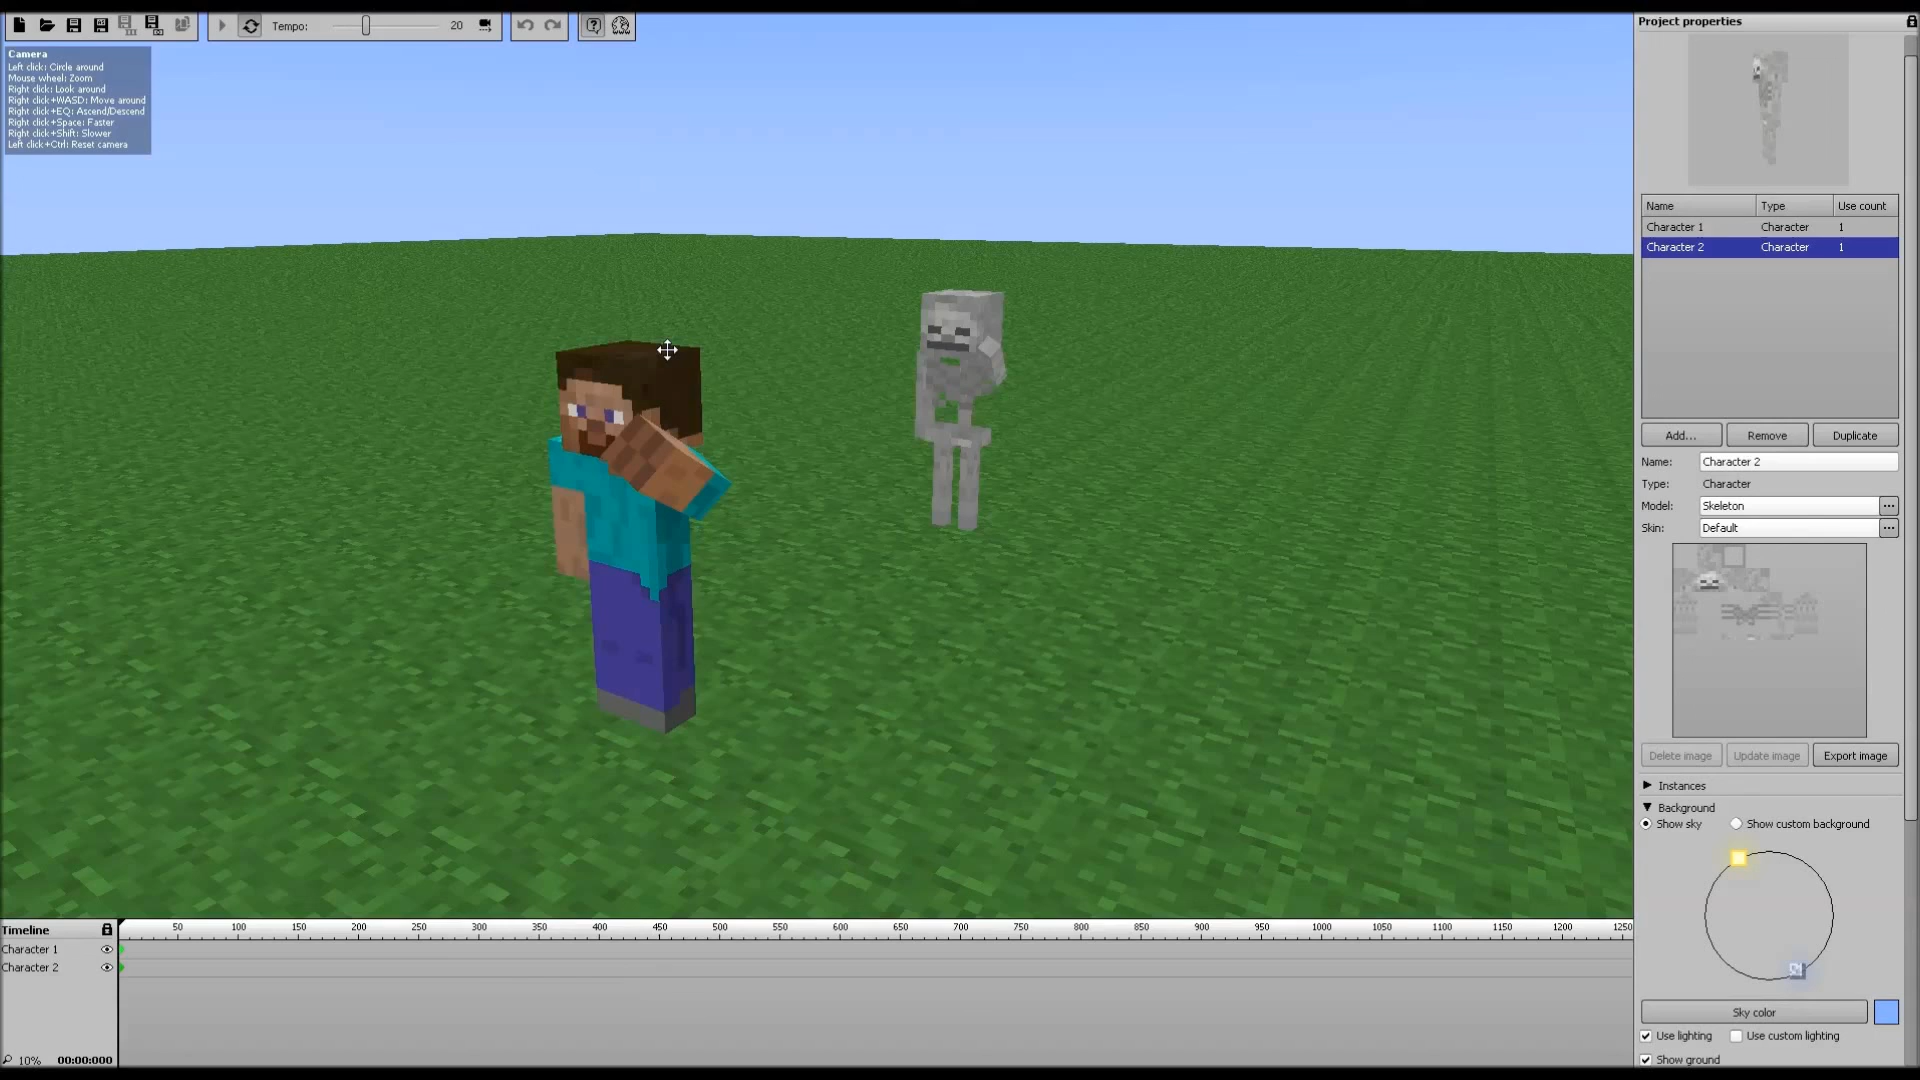 Tempo: 20
Camera
Left click: Circle around
Mouse wheel: Zoom
Right click: Look around
Right click+WASD: Move around
Right click+EQ: Ascend/Descend
Right click+Space: Faster
Right click+Shift: Slower
Left click+Ctrl: Reset camera
Project properties
Name Type Use count
Character 1 Character 1
Character 2 Character 1
Add... Remove Duplicate
Name: Character 2
Type: Character
Model: Skeleton ...
Skin: Default ...
Delete image Update image Export image
Instances
Background
Show sky Show custom background
Sky color
Use lighting Use custom lighting
Show ground
Timeline
50 100 150 200 250 300 350 400 450 500 550 600 650 700 750 800 850 900 950 1000 1050 1100 1150 1200 1250
Character 1
Character 2
10% 00:00:000